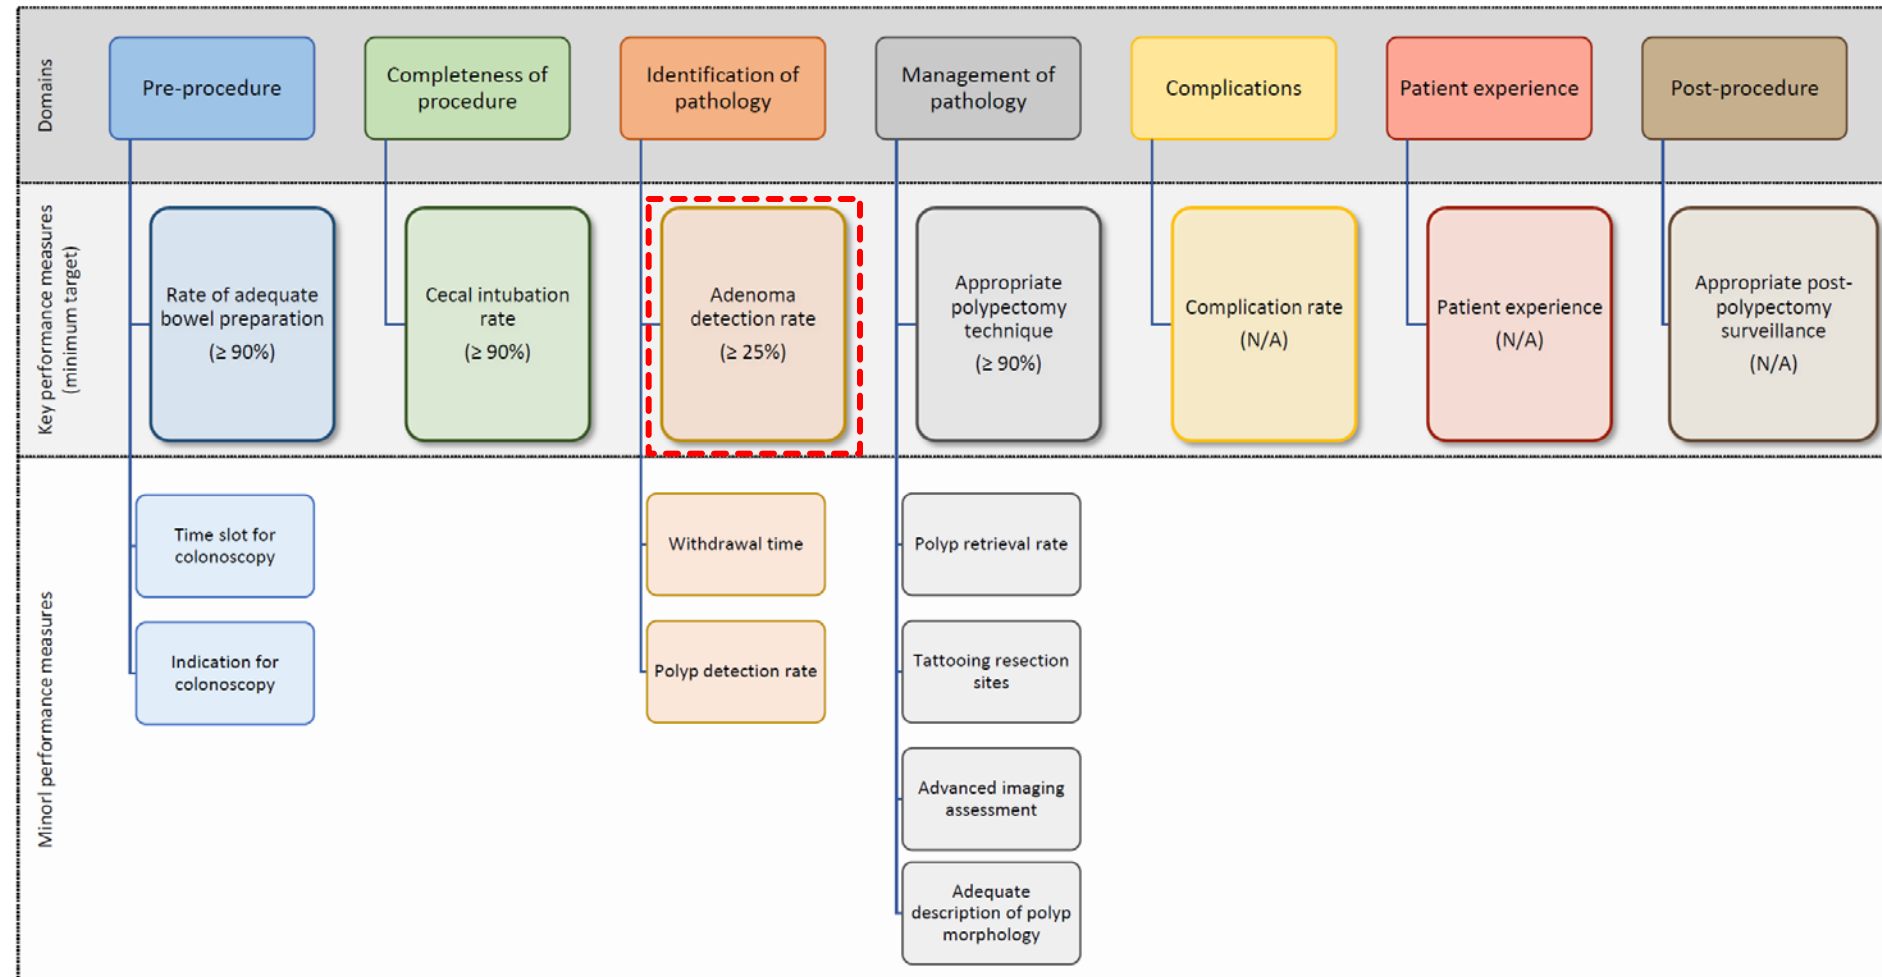 Domains
Pre-procedure
Completeness of
procedure
Identification of
pathology
Management of
pathology
Complications
Patient experience
Post-procedure
Key performance measures
(minimum target)
Rate of adequate
bowel preparation
(≥ 90%)
Cecal intubation
rate
(≥ 90%)
Adenoma
detection rate
(≥ 25%)
Appropriate
polypectomy
technique
(≥ 90%)
Complication rate
(N/A)
Patient experience
(N/A)
Appropriate post-
polypectomy
surveillance
(N/A)
Minorl performance measures
Time slot for
colonoscopy
Indication for
colonoscopy
Withdrawal time
Polyp detection rate
Polyp retrieval rate
Tattooing resection
sites
Advanced imaging
assessment
Adequate
description of polyp
morphology